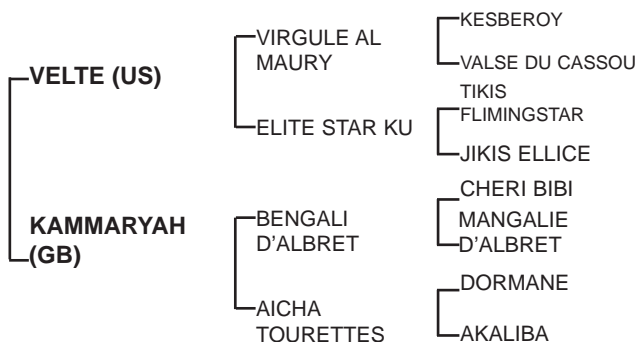 VELTE (US)
VIRGULE AL
MAURY
KESBEROY
VALSE DU CASSOU
ELITE STAR KU
TIKIS
FLIMINGSTAR
JIKIS ELLICE
KAMMARYAH
(GB)
BENGALI
D'ALBRET
CHERI BIBI
MANGALIE
D'ALBRET
AICHA
TOURETTES
DORMANE
AKALIBA